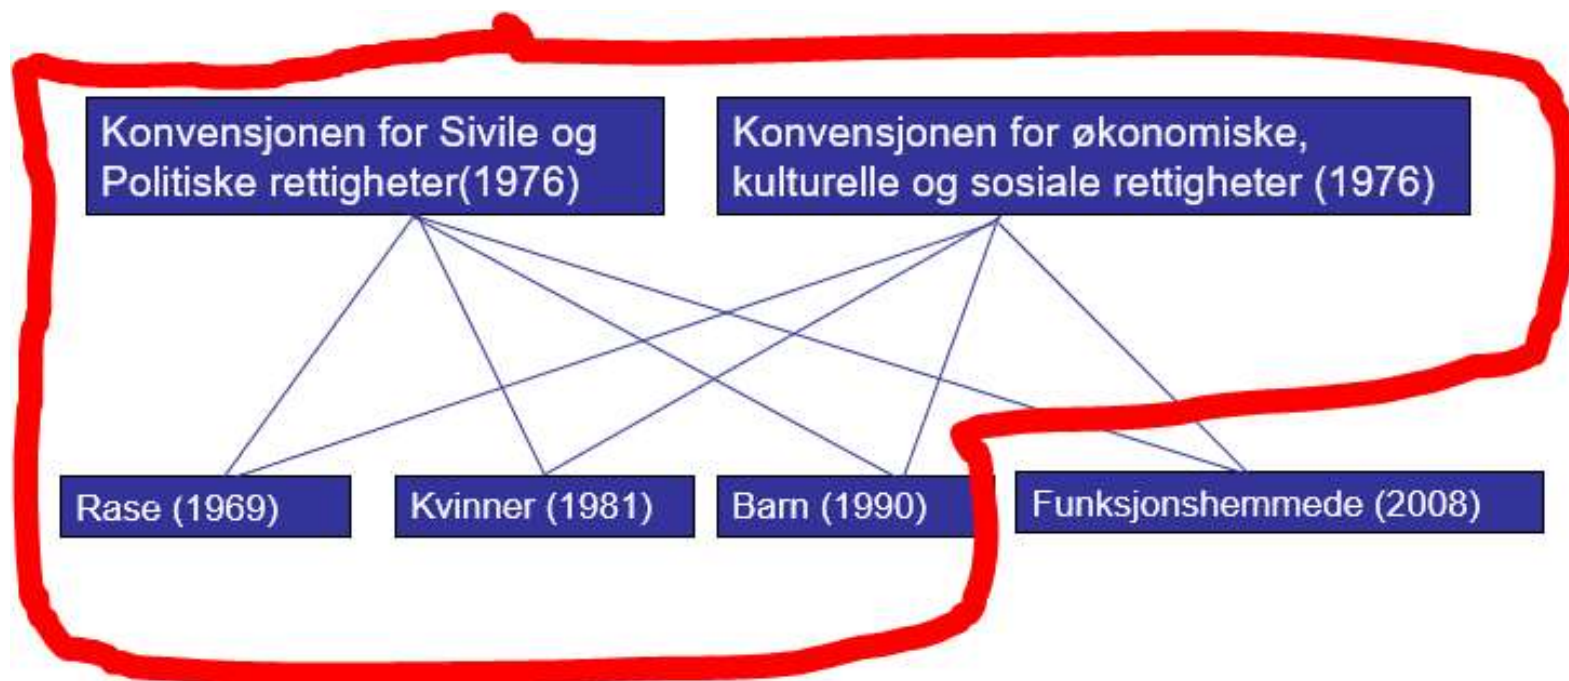 Konvensjonen for Sivile og
Politiske rettigheter(1976)
Konvensjonen for økonomiske,
kulturelle og sosiale rettigheter (1976)
Rase (1969)
Kvinner (1981)
Barn (1990)
Funksjonshemmede (2008)